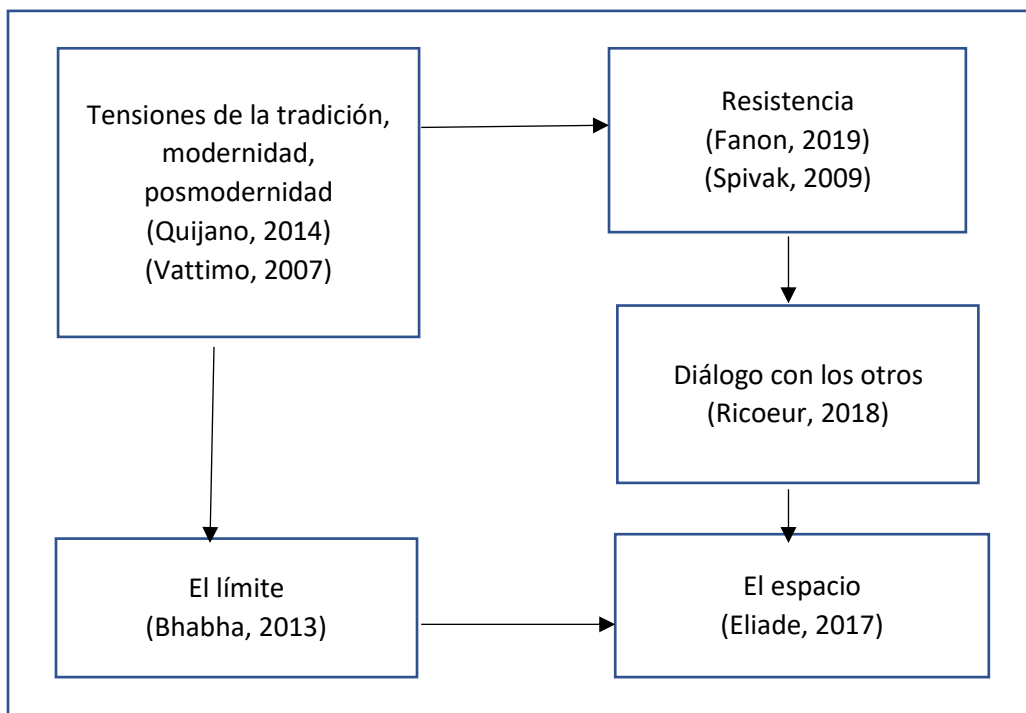 Tensiones de la tradición,
modernidad,
posmodernidad
(Quijano, 2014)
(Vattimo, 2007)
Resistencia
(Fanon, 2019)
(Spivak, 2009)
Diálogo con los otros
(Ricoeur, 2018)
El límite
(Bhabha, 2013)
El espacio
(Eliade, 2017)